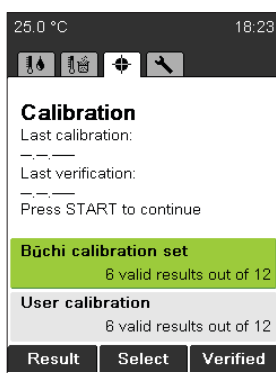 25.0 °C 18:23
Calibration
Last calibration:
–.–.––
Last verification:
–.–.––
Press START to continue
Büchi calibration set
6 valid results out of 12
User calibration
6 valid results out of 12
Result Select Verified